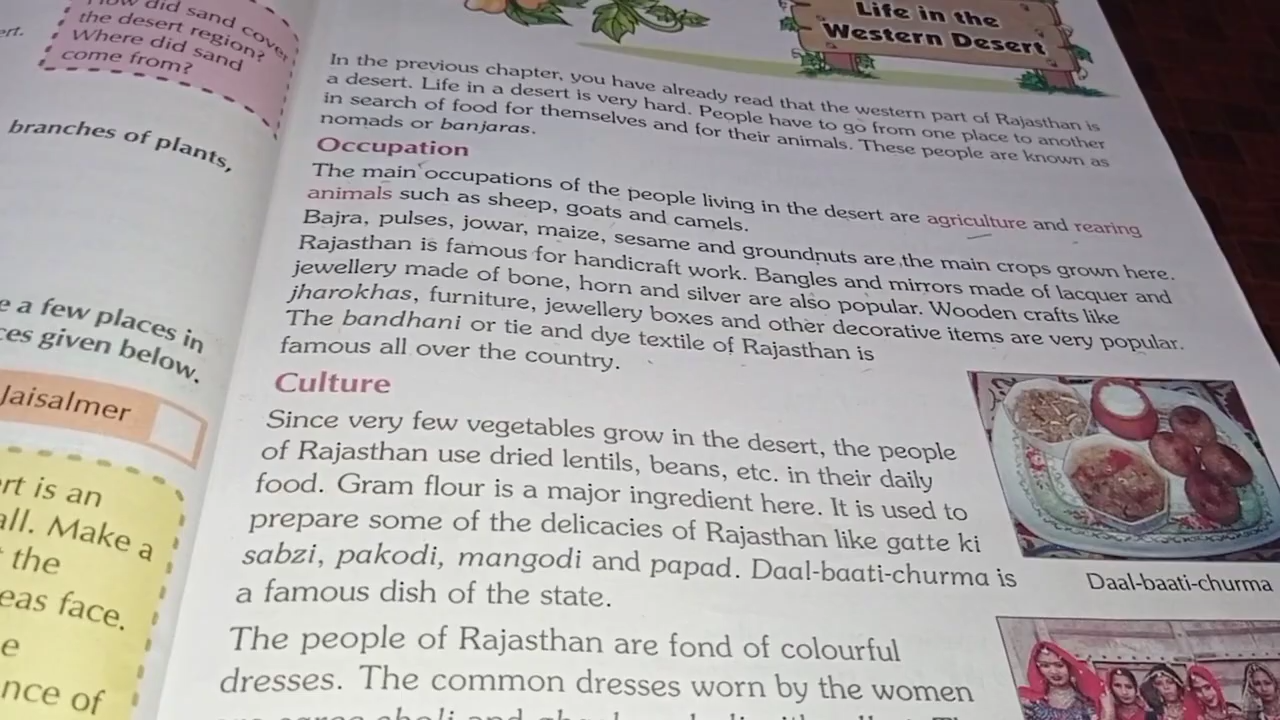 How did sand cover
the desert region?
Where did sand
come from?
branches of plants,
e a few places in
ces given below.
Jaisalmer
rt is an
all. Make a
the
eas face.
e
nce of
Life in the
Western Desert
In the previous chapter, you have already read that the western part of Rajasthan is
a desert. Life in a desert is very hard. People have to go from one place to another
in search of food for themselves and for their animals. These people are known as
nomads or banjaras.
Occupation
The main occupations of the people living in the desert are agriculture and rearing
animals such as sheep, goats and camels.
Bajra, pulses, jowar, maize, sesame and groundnuts are the main crops grown here.
Rajasthan is famous for handicraft work. Bangles and mirrors made of lacquer and
jewellery made of bone, horn and silver are also popular. Wooden crafts like
jharokhas, furniture, jewellery boxes and other decorative items are very popular.
The bandhani or tie and dye textile of Rajasthan is
famous all over the country.
Culture
Since very few vegetables grow in the desert, the people
of Rajasthan use dried lentils, beans, etc. in their daily
food. Gram flour is a major ingredient here. It is used to
prepare some of the delicacies of Rajasthan like gatte ki
sabzi, pakodi, mangodi and papad. Daal-baati-churma is
a famous dish of the state.
Daal-baati-churma
The people of Rajasthan are fond of colourful
dresses. The common dresses worn by the women